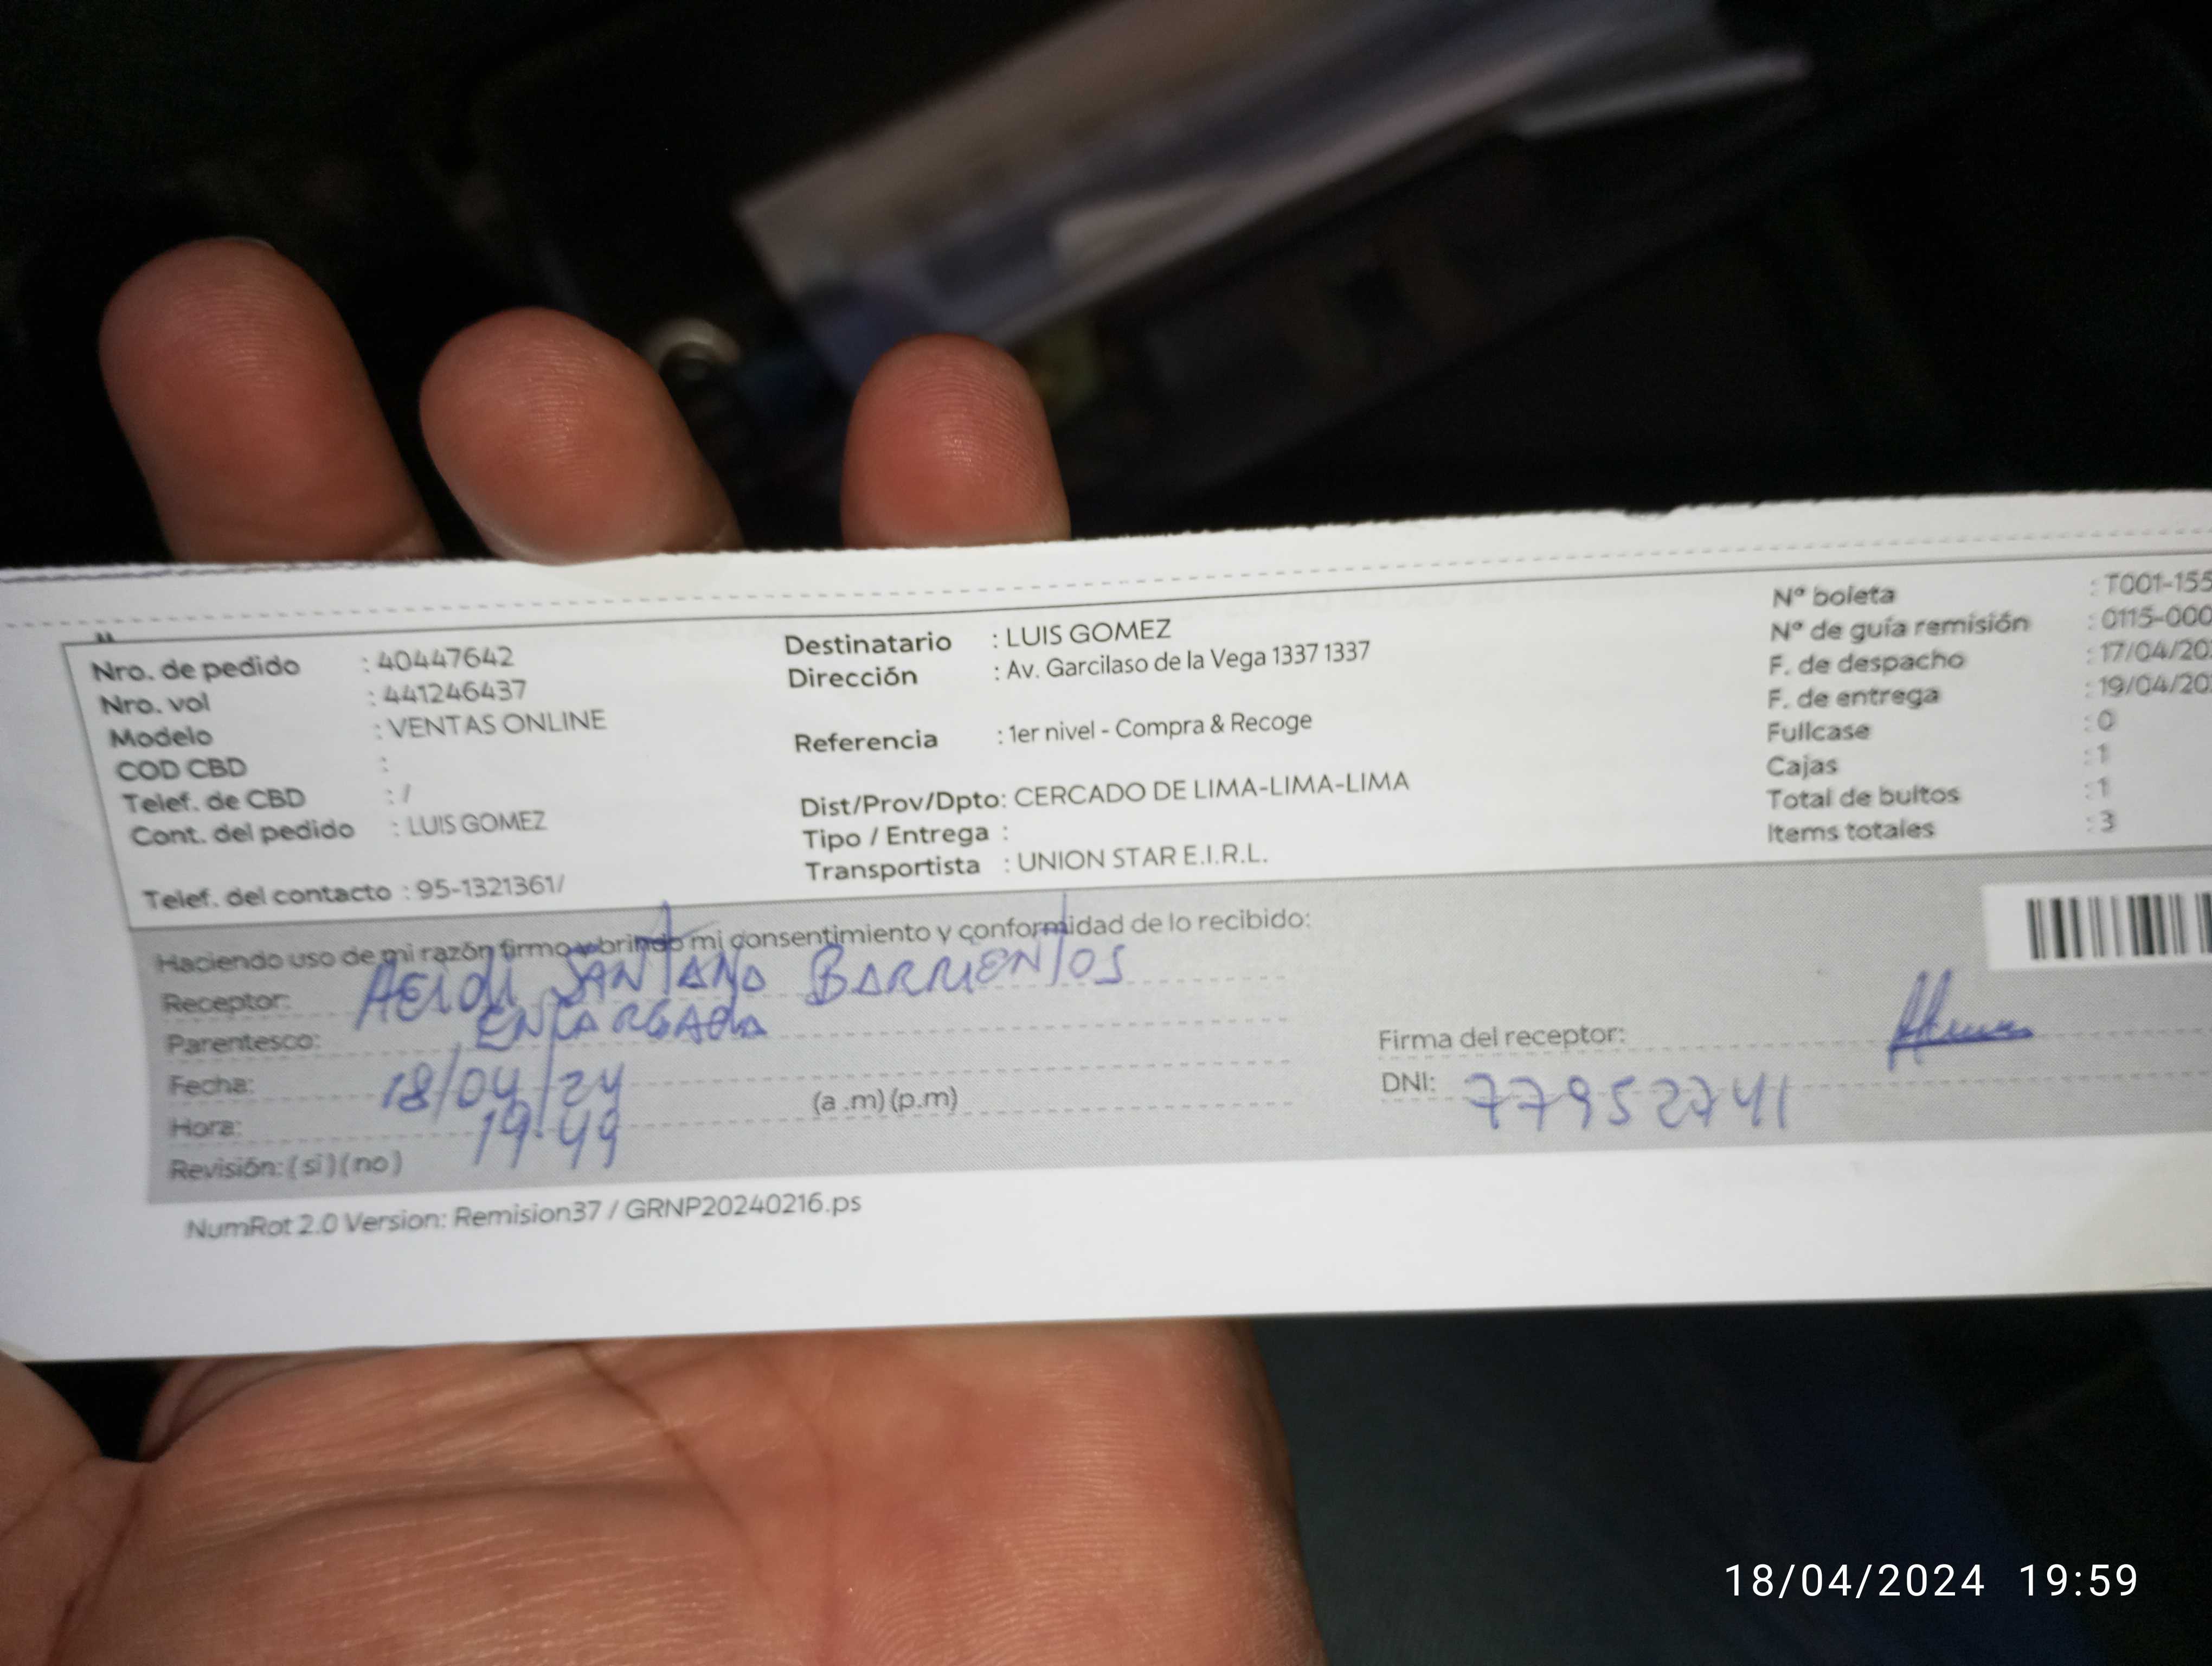 Nro. de pedido : 40447642
Nro. vol : 441246437
Modelo : VENTAS ONLINE
COD CBD :
Telef. de CBD : /
Cont. del pedido : LUIS GOMEZ
Telef. del contacto : 95-1321361/
Destinatario : LUIS GOMEZ
Dirección : Av. Garcilaso de la Vega 1337 1337
Referencia : 1er nivel - Compra & Recoge
Dist/Prov/Dpto: CERCADO DE LIMA-LIMA-LIMA
Tipo / Entrega :
Transportista : UNION STAR E.I.R.L.
Nº boleta : T001-155
Nº de guía remisión : 0115-000
F. de despacho : 17/04/20
F. de entrega : 19/04/20
Fullcase : 0
Cajas : 1
Total de bultos : 1
Items totales : 3
Haciendo uso de mi razón firmo y brindo mi consentimiento y conformidad de lo recibido:
Receptor: AEIDI SANTANA BARRIENTOS
Parentesco: ENCARGADA
Fecha: 18/04/24
Hora: 19:49 (a .m) (p.m)
Revisión: (si) (no)
Firma del receptor:
DNI: 77952741
NumRot 2.0 Version: Remision37 / GRNP20240216.ps
18/04/2024 19:59